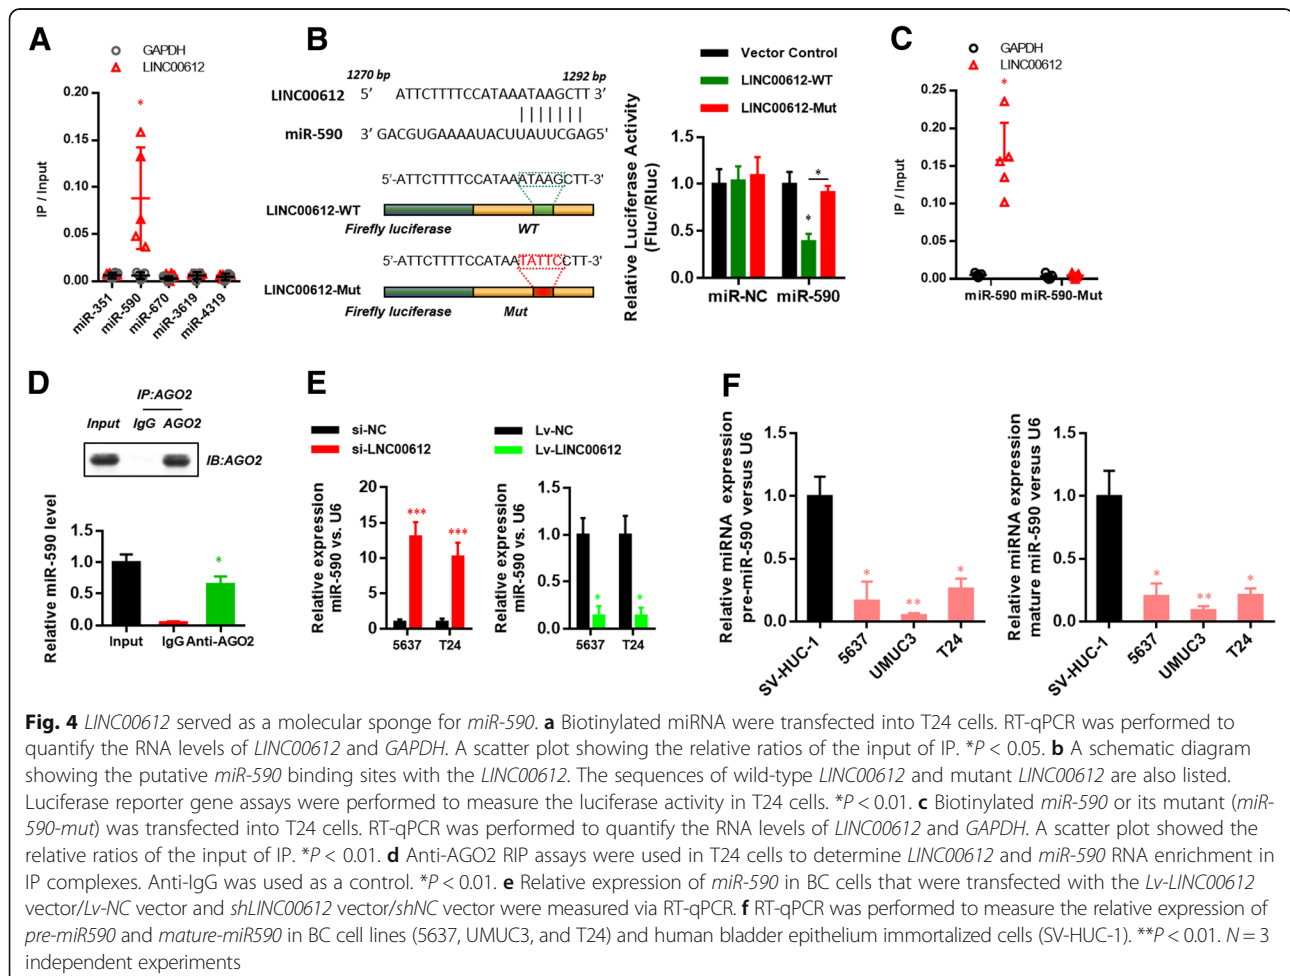 A
GAPDH
LINC00612
IP / Input
0.20
0.15
0.10
0.05
0.00
*
miR-351
miR-590
miR-670
miR-3619
miR-4319
B
1270 bp 1292 bp
LINC00612 5’ ATTCTTTTCCATAAATAAGCTT 3’
miR-590 3’ GACGUGAAAAUACUUAUUCGAG5'
5'-ATTCTTTTCCATAAATAAGCTT-3'
LINC00612-WT
Firefly luciferase WT
5'-ATTCTTTTCCATAATATTCCTT-3'
LINC00612-Mut
Firefly luciferase Mut
Vector Control
LINC00612-WT
LINC00612-Mut
Relative Luciferase Activity
(Fluc/Rluc)
1.5
1.0
0.5
0.0
*
*
miR-NC miR-590
C
GAPDH
LINC00612
IP / Input
0.25
0.20
0.15
0.10
0.05
0.00
*
miR-590 miR-590-Mut
D
IP:AGO2
Input IgG AGO2
IB:AGO2
Relative miR-590 level
1.5
1.0
0.5
0.0
*
Input IgG Anti-AGO2
E
si-NC
si-LNC00612
Relative expression
miR-590 vs. U6
20
15
10
5
0
*** ***
5637 T24
Lv-NC
Lv-LINC00612
Relative expression
miR-590 vs. U6
1.5
1.0
0.5
0.0
* *
5637 T24
F
Relative miRNA expression
pre-miR-590 versus U6
1.5
1.0
0.5
0.0
* ** *
SV-HUC-1
5637
UMUC3
T24
Relative miRNA expression
mature miR-590 versus U6
1.5
1.0
0.5
0.0
* ** *
SV-HUC-1
5637
UMUC3
T24
Fig. 4 LINC00612 served as a molecular sponge for miR-590. a Biotinylated miRNA were transfected into T24 cells. RT-qPCR was performed to
quantify the RNA levels of LINC00612 and GAPDH. A scatter plot showing the relative ratios of the input of IP. *P < 0.05. b A schematic diagram
showing the putative miR-590 binding sites with the LINC00612. The sequences of wild-type LINC00612 and mutant LINC00612 are also listed.
Luciferase reporter gene assays were performed to measure the luciferase activity in T24 cells. *P < 0.01. c Biotinylated miR-590 or its mutant (miR-
590-mut) was transfected into T24 cells. RT-qPCR was performed to quantify the RNA levels of LINC00612 and GAPDH. A scatter plot showed the
relative ratios of the input of IP. *P < 0.01. d Anti-AGO2 RIP assays were used in T24 cells to determine LINC00612 and miR-590 RNA enrichment in
IP complexes. Anti-IgG was used as a control. *P < 0.01. e Relative expression of miR-590 in BC cells that were transfected with the Lv-LINC00612
vector/Lv-NC vector and shLINC00612 vector/shNC vector were measured via RT-qPCR. f RT-qPCR was performed to measure the relative expression of
pre-miR590 and mature-miR590 in BC cell lines (5637, UMUC3, and T24) and human bladder epithelium immortalized cells (SV-HUC-1). **P < 0.01. N = 3
independent experiments